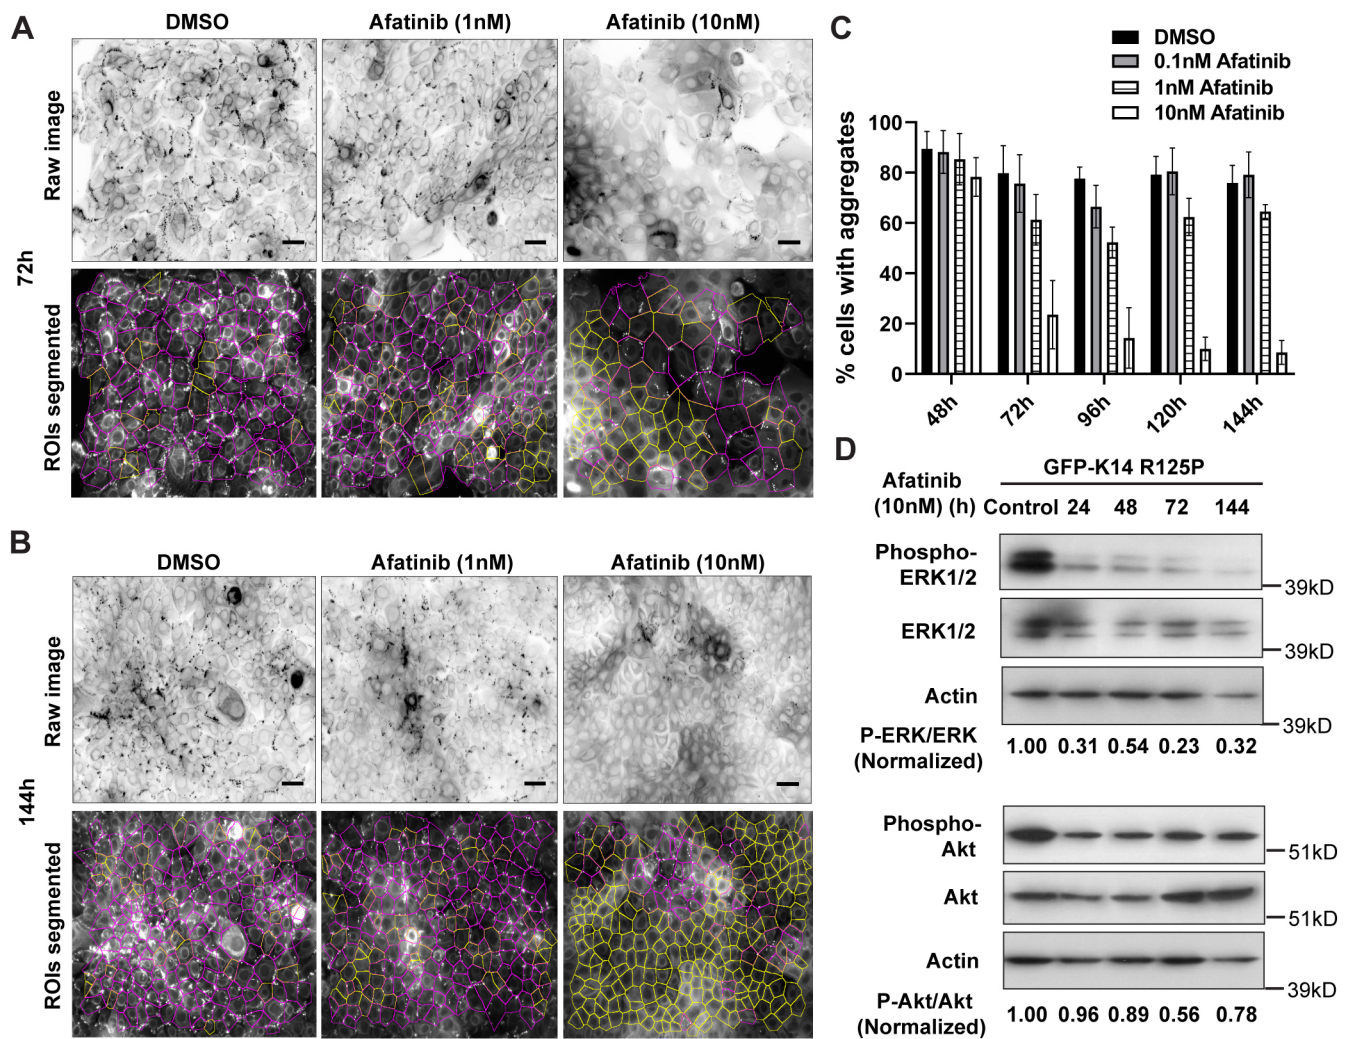 A
DMSO
Afatinib (1nM)
Afatinib (10nM)
72h
Raw image
ROIs segmented
B
DMSO
Afatinib (1nM)
Afatinib (10nM)
144h
Raw image
ROIs segmented
C
DMSO
0.1nM Afatinib
1nM Afatinib
10nM Afatinib
% cells with aggregates
100
80
60
40
20
0
48h
72h
96h
120h
144h
D
GFP-K14 R125P
Afatinib
(10nM) (h) Control 24 48 72 144
Phospho-
ERK1/2
39kD
ERK1/2
39kD
Actin
39kD
P-ERK/ERK
(Normalized)
1.00 0.31 0.54 0.23 0.32
Phospho-
Akt
51kD
Akt
51kD
Actin
39kD
P-Akt/Akt
(Normalized)
1.00 0.96 0.89 0.56 0.78